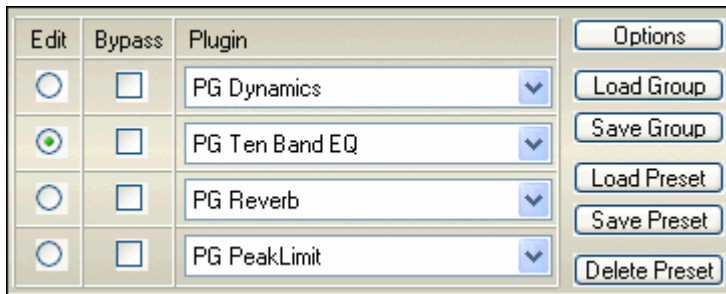 Edit Bypass Plugin Options
PG Dynamics Load Group
Save Group
PG Ten Band EQ
Load Preset
PG Reverb
Save Preset
PG PeakLimit
Delete Preset